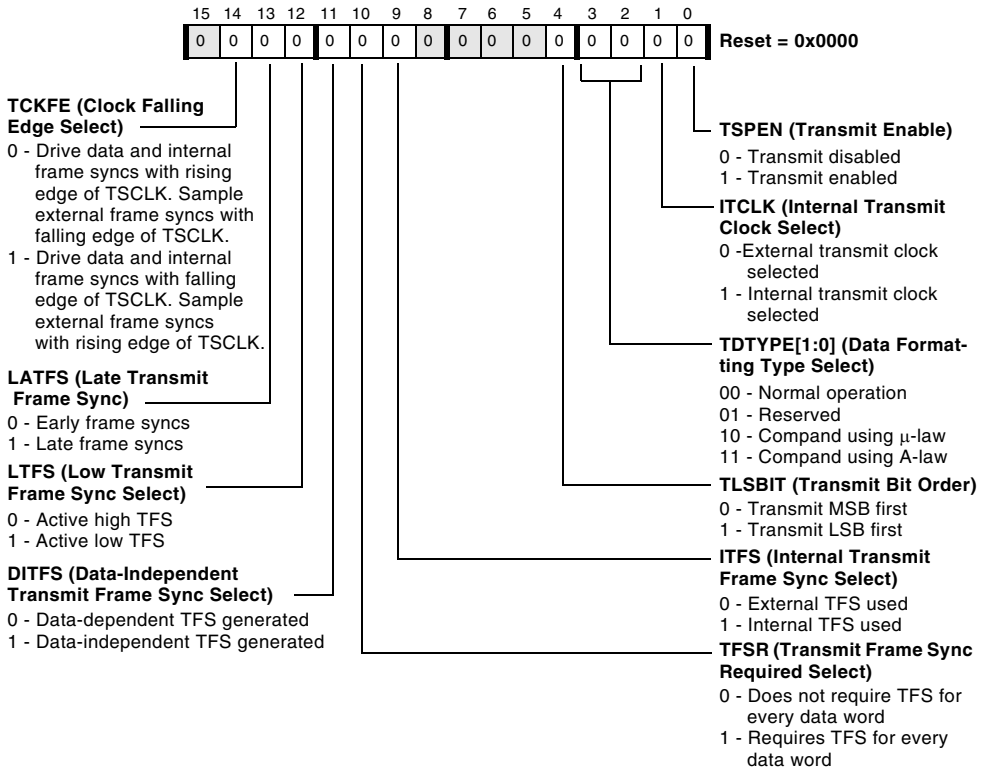 15 14 13 12 11 10 9 8 7 6 5 4 3 2 1 0
0 0 0 0 0 0 0 0 0 0 0 0 0 0 0 0 Reset = 0x0000
TCKFE (Clock Falling
Edge Select)
0 - Drive data and internal
frame syncs with rising
edge of TSCLK. Sample
external frame syncs with
falling edge of TSCLK.
1 - Drive data and internal
frame syncs with falling
edge of TSCLK. Sample
external frame syncs
with rising edge of TSCLK.
LATFS (Late Transmit
Frame Sync)
0 - Early frame syncs
1 - Late frame syncs
LTFS (Low Transmit
Frame Sync Select)
0 - Active high TFS
1 - Active low TFS
DITFS (Data-Independent
Transmit Frame Sync Select)
0 - Data-dependent TFS generated
1 - Data-independent TFS generated
TSPEN (Transmit Enable)
0 - Transmit disabled
1 - Transmit enabled
ITCLK (Internal Transmit
Clock Select)
0 -External transmit clock
selected
1 - Internal transmit clock
selected
TDTYPE[1:0] (Data Format-
ting Type Select)
00 - Normal operation
01 - Reserved
10 - Compand using μ-law
11 - Compand using A-law
TLSBIT (Transmit Bit Order)
0 - Transmit MSB first
1 - Transmit LSB first
ITFS (Internal Transmit
Frame Sync Select)
0 - External TFS used
1 - Internal TFS used
TFSR (Transmit Frame Sync
Required Select)
0 - Does not require TFS for
every data word
1 - Requires TFS for every
data word